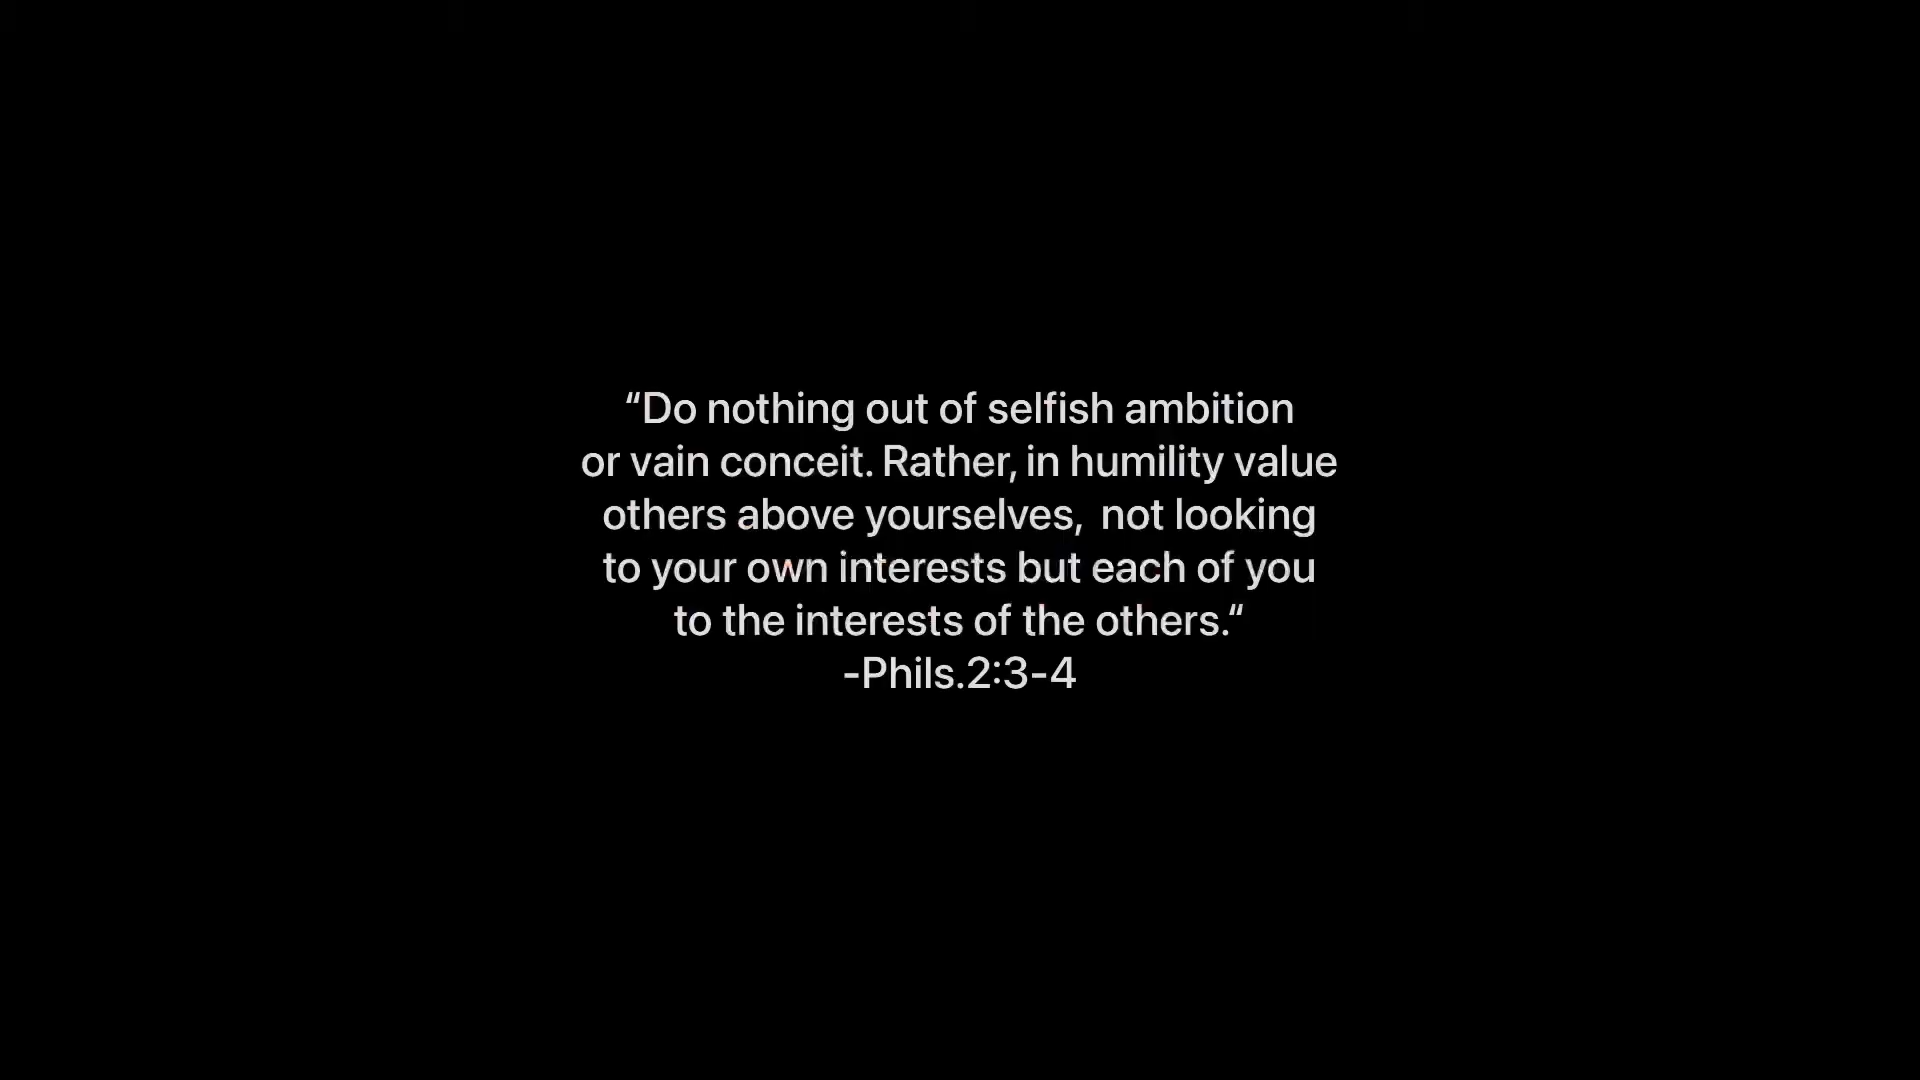 “Do nothing out of selfish ambition
or vain conceit. Rather, in humility value
others above yourselves,  not looking
to your own interests but each of you
to the interests of the others.“
-Phils.2:3-4